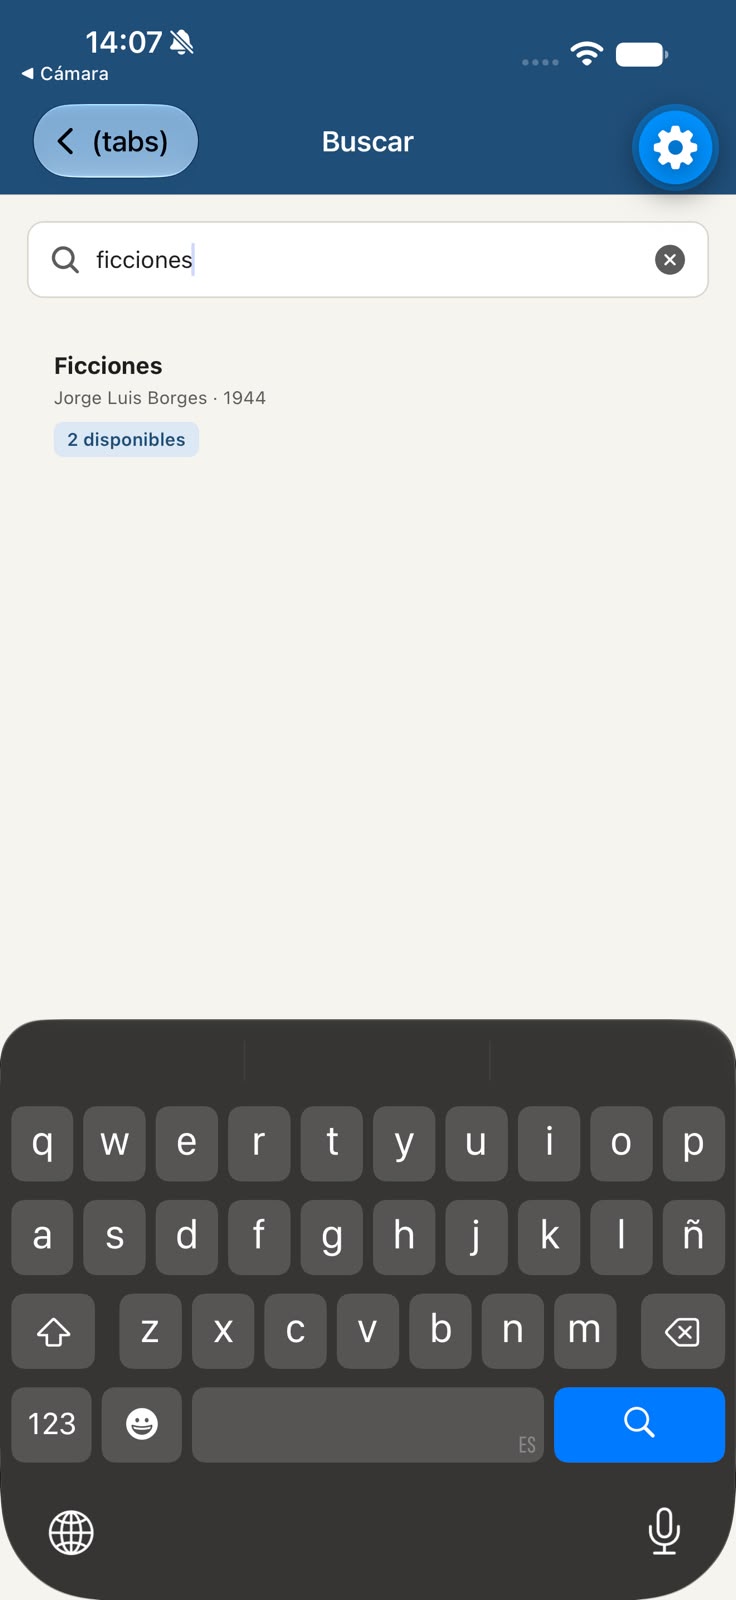 14:07
◀ Cámara
(tabs)
Buscar
ficciones
Ficciones
Jorge Luis Borges · 1944
2 disponibles
q w e r t y u i o p
a s d f g h j k l ñ
z x c v b n m
123
ES